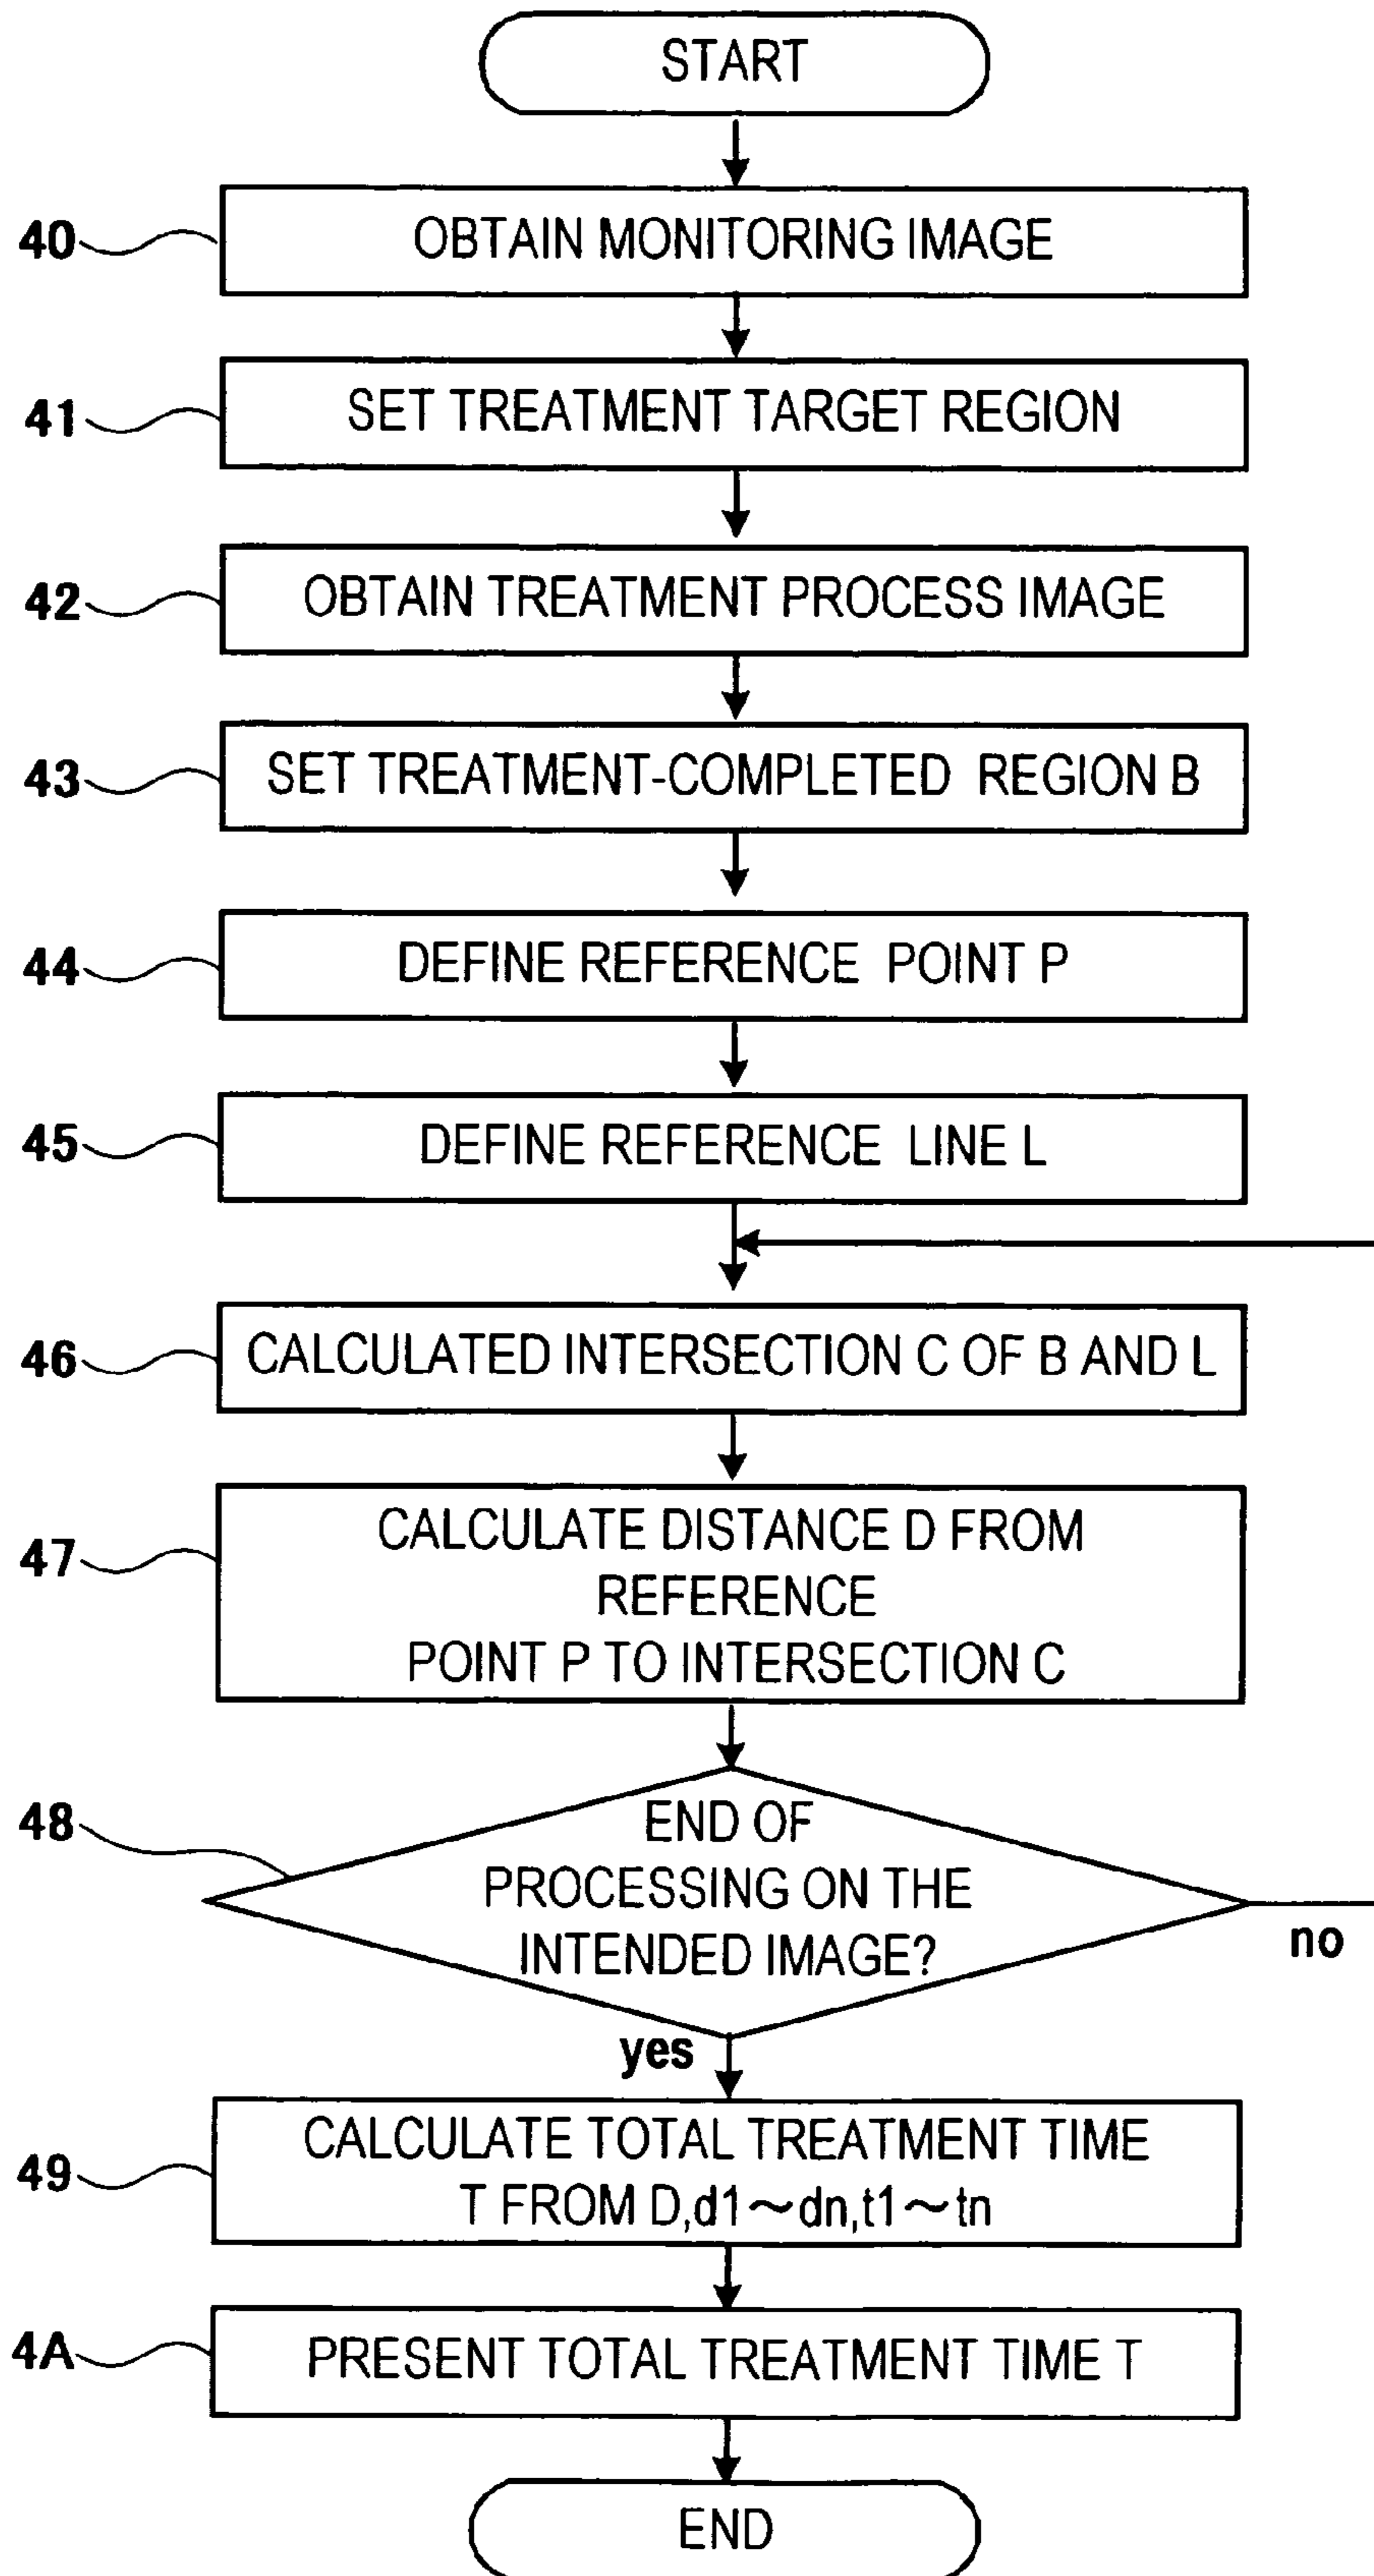 START
40
OBTAIN MONITORING IMAGE
41
SET TREATMENT TARGET REGION
42
OBTAIN TREATMENT PROCESS IMAGE
43
SET TREATMENT-COMPLETED REGION B
44
DEFINE REFERENCE POINT P
45
DEFINE REFERENCE LINE L
46
CALCULATED INTERSECTION C OF B AND L
47
CALCULATE DISTANCE D FROM
REFERENCE
POINT P TO INTERSECTION C
48
END OF
PROCESSING ON THE
INTENDED IMAGE?
no
yes
49
CALCULATE TOTAL TREATMENT TIME
T FROM D,d1～dn,t1～tn
4A
PRESENT TOTAL TREATMENT TIME T
END